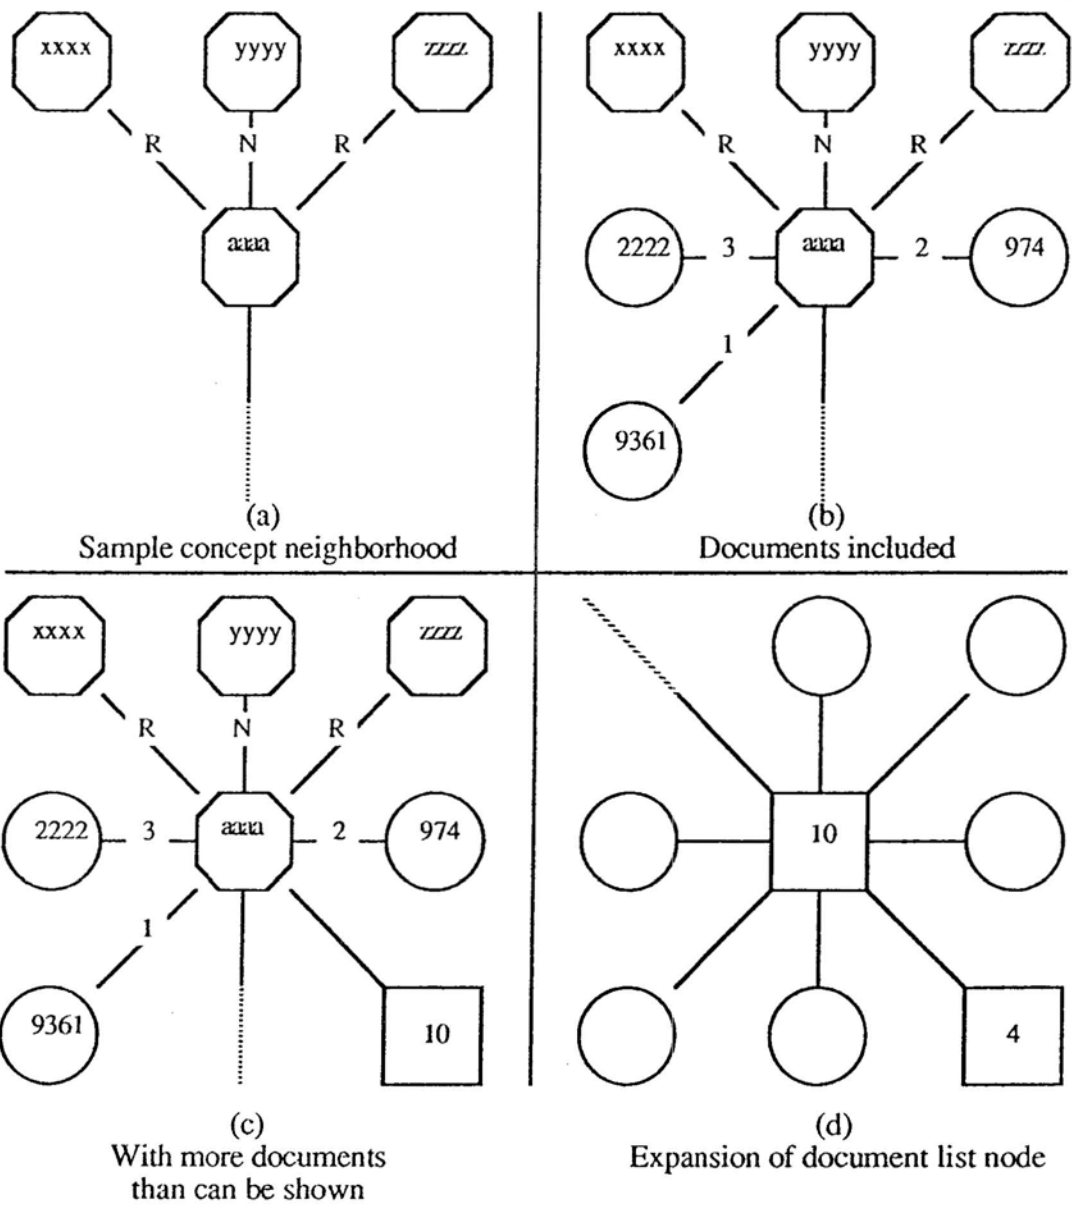 xxxx yyyy zzzz
R N R
aaaa
(a)
Sample concept neighborhood
xxxx yyyy zzzz
R N R
2222 3 aaaa 2 974
1
9361
(b)
Documents included
xxxx yyyy zzzz
R N R
2222 3 aaaa 2 974
1
9361 10
(c)
With more documents
than can be shown
10
4
(d)
Expansion of document list node